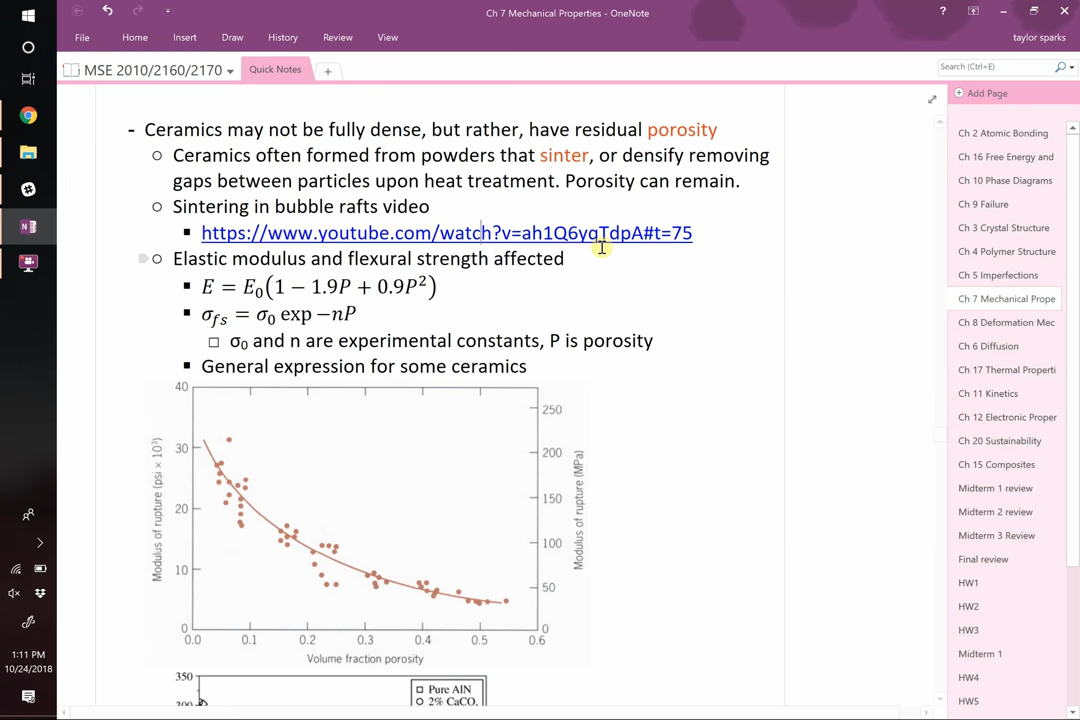 Ch 7 Mechanical Properties - OneNote
?
File Home Insert Draw History Review View
taylor sparks
MSE 2010/2160/2170
Quick Notes
+
Search (Ctrl+E)
Add Page
- Ceramics may not be fully dense, but rather, have residual porosity
Ceramics often formed from powders that sinter, or densify removing
gaps between particles upon heat treatment. Porosity can remain.
Sintering in bubble rafts video
https://www.youtube.com/watch?v=ah1Q6yqTdpA#t=75
Elastic modulus and flexural strength affected
E = E₀(1 − 1.9P + 0.9P²)
σ_fs = σ₀ exp −nP
σ₀ and n are experimental constants, P is porosity
General expression for some ceramics
40
30
20
10
0
Modulus of rupture (psi × 10³)
250
200
150
100
50
0
Modulus of rupture (MPa)
0.0 0.1 0.2 0.3 0.4 0.5 0.6
Volume fraction porosity
350
300
Pure AlN
2% CaCO,
Ch 2 Atomic Bonding
Ch 16 Free Energy and
Ch 10 Phase Diagrams
Ch 9 Failure
Ch 3 Crystal Structure
Ch 4 Polymer Structure
Ch 5 Imperfections
Ch 7 Mechanical Prope
Ch 8 Deformation Mec
Ch 6 Diffusion
Ch 17 Thermal Properti
Ch 11 Kinetics
Ch 12 Electronic Proper
Ch 20 Sustainability
Ch 15 Composites
Midterm 1 review
Midterm 2 review
Midterm 3 Review
Final review
HW1
HW2
HW3
Midterm 1
HW4
HW5
1:11 PM
10/24/2018